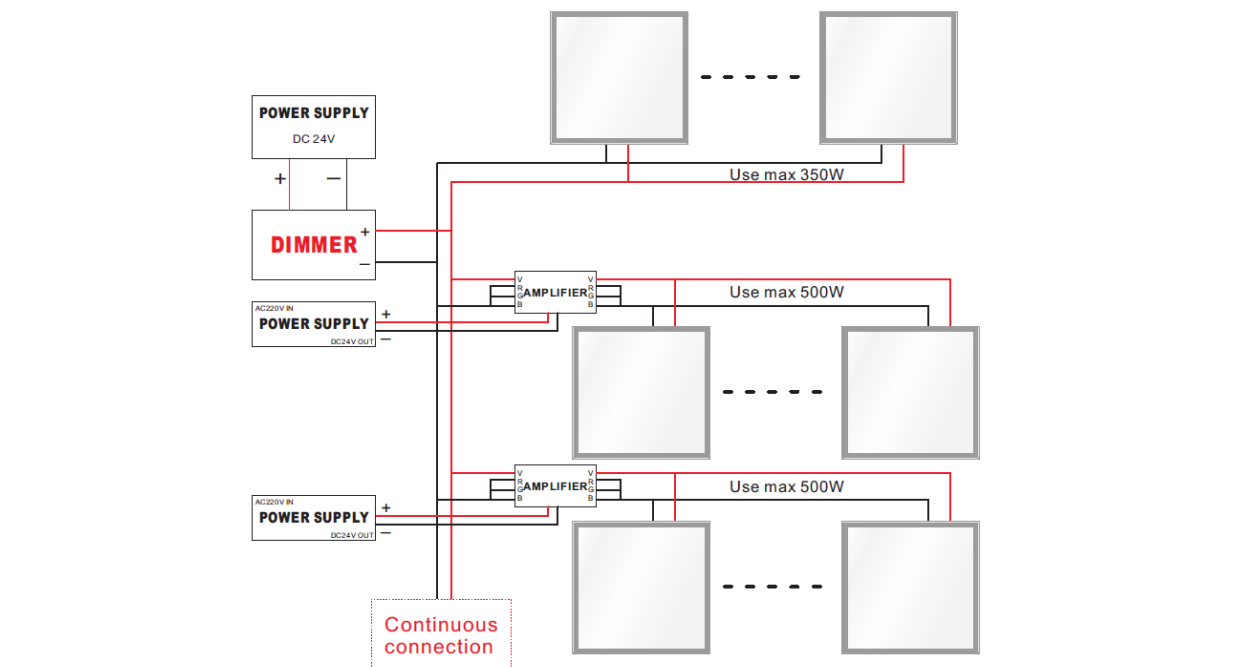 POWER SUPPLY
DC 24V
+ −
DIMMER
+
−
Use max 350W
V V
R R
G AMPLIFIER G
B B
Use max 500W
AC220V IN
POWER SUPPLY
DC24V OUT
+
−
V V
R R
G AMPLIFIER G
B B
Use max 500W
AC220V IN
POWER SUPPLY
DC24V OUT
+
−
Continuous
connection